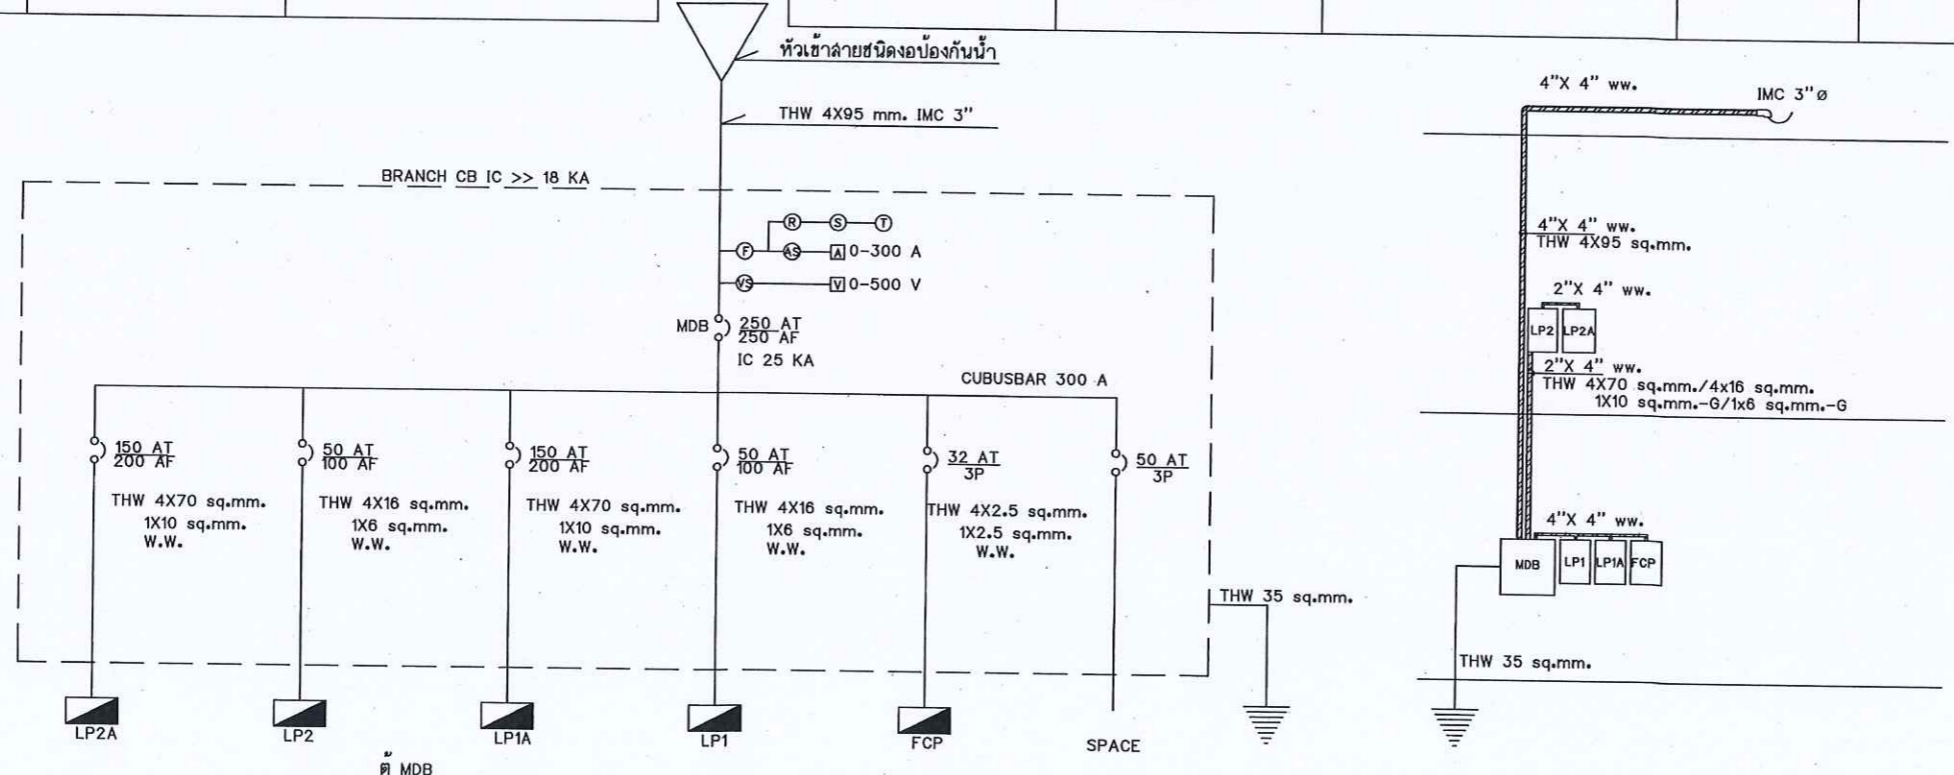 หัวเข้าสายชนิดงอป้องกันน้ำ
THW 4X95 mm. IMC 3"
BRANCH CB IC >> 18 KA
R S T
F AS A 0-300 A
VS V 0-500 V
MDB 250 AT
250 AF
IC 25 KA
CUBUSBAR 300 A
150 AT
200 AF
THW 4X70 sq.mm.
1X10 sq.mm.
W.W.
50 AT
100 AF
THW 4X16 sq.mm.
1X6 sq.mm.
W.W.
150 AT
200 AF
THW 4X70 sq.mm.
1X10 sq.mm.
W.W.
50 AT
100 AF
THW 4X16 sq.mm.
1X6 sq.mm.
W.W.
32 AT
3P
THW 4X2.5 sq.mm.
1X2.5 sq.mm.
W.W.
50 AT
3P
THW 35 sq.mm.
LP2A
LP2
LP1A
LP1
FCP
SPACE
ตู้ MDB
4"X 4" ww.
IMC 3"ø
4"X 4" ww.
THW 4X95 sq.mm.
2"X 4" ww.
LP2 LP2A
2"X 4" ww.
THW 4X70 sq.mm./4x16 sq.mm.
1X10 sq.mm.-G/1x6 sq.mm.-G
4"X 4" ww.
MDB LP1 LP1A FCP
THW 35 sq.mm.